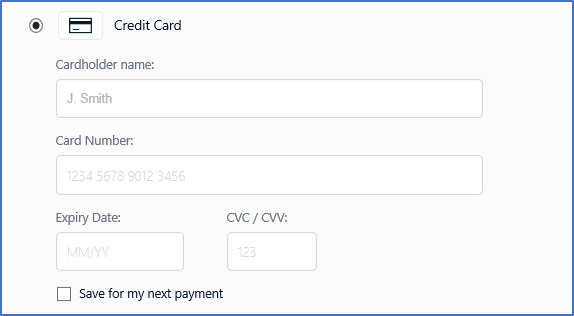 Credit Card
Cardholder name:
J. Smith
Card Number:
1234 5678 9012 3456
Expiry Date: CVC / CVV:
MM/YY 123
Save for my next payment